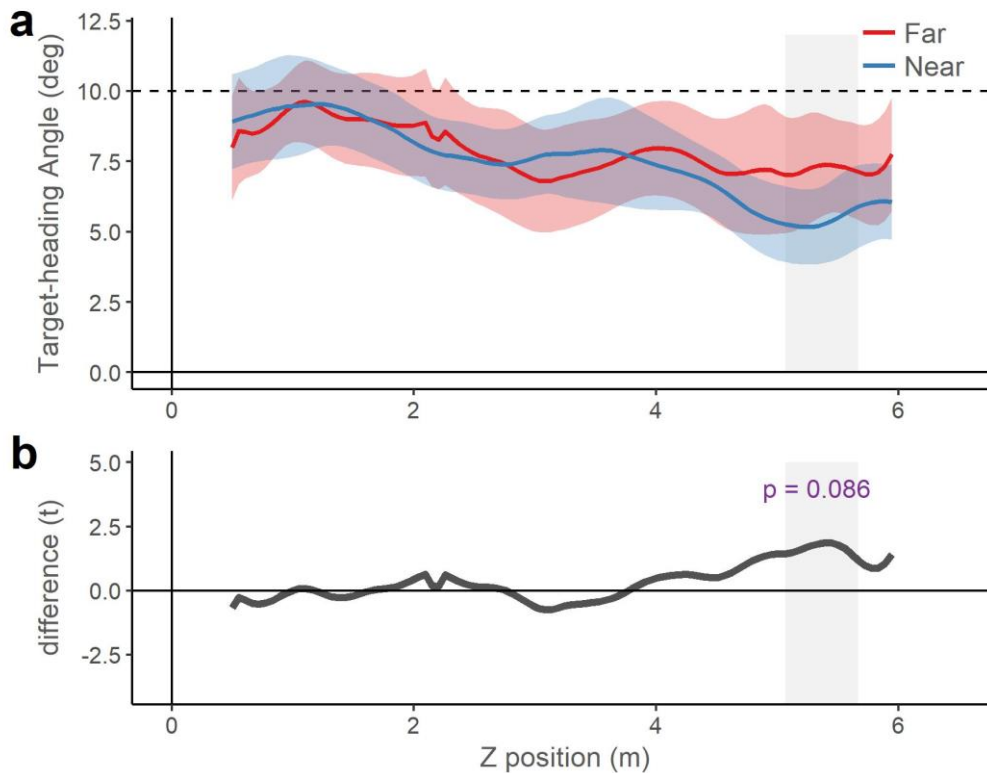 a
Far
Near
Target-heading Angle (deg)
12.5
10.0
7.5
5.0
2.5
0.0
0 2 4 6
b
p = 0.086
difference (t)
5.0
2.5
0.0
-2.5
0 2 4 6
Z position (m)